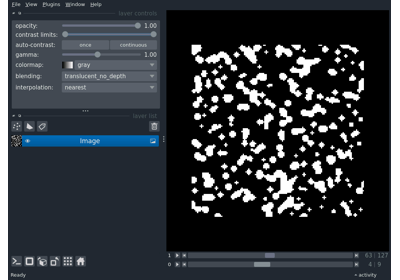 File View Plugins Window Help
layer controls
opacity: 1.00
contrast limits:
auto-contrast: once continuous
gamma: 1.00
colormap: gray
blending: translucent_no_depth
interpolation: nearest
layer list
Image
1 63 / 127
0 4 / 9
Ready activity